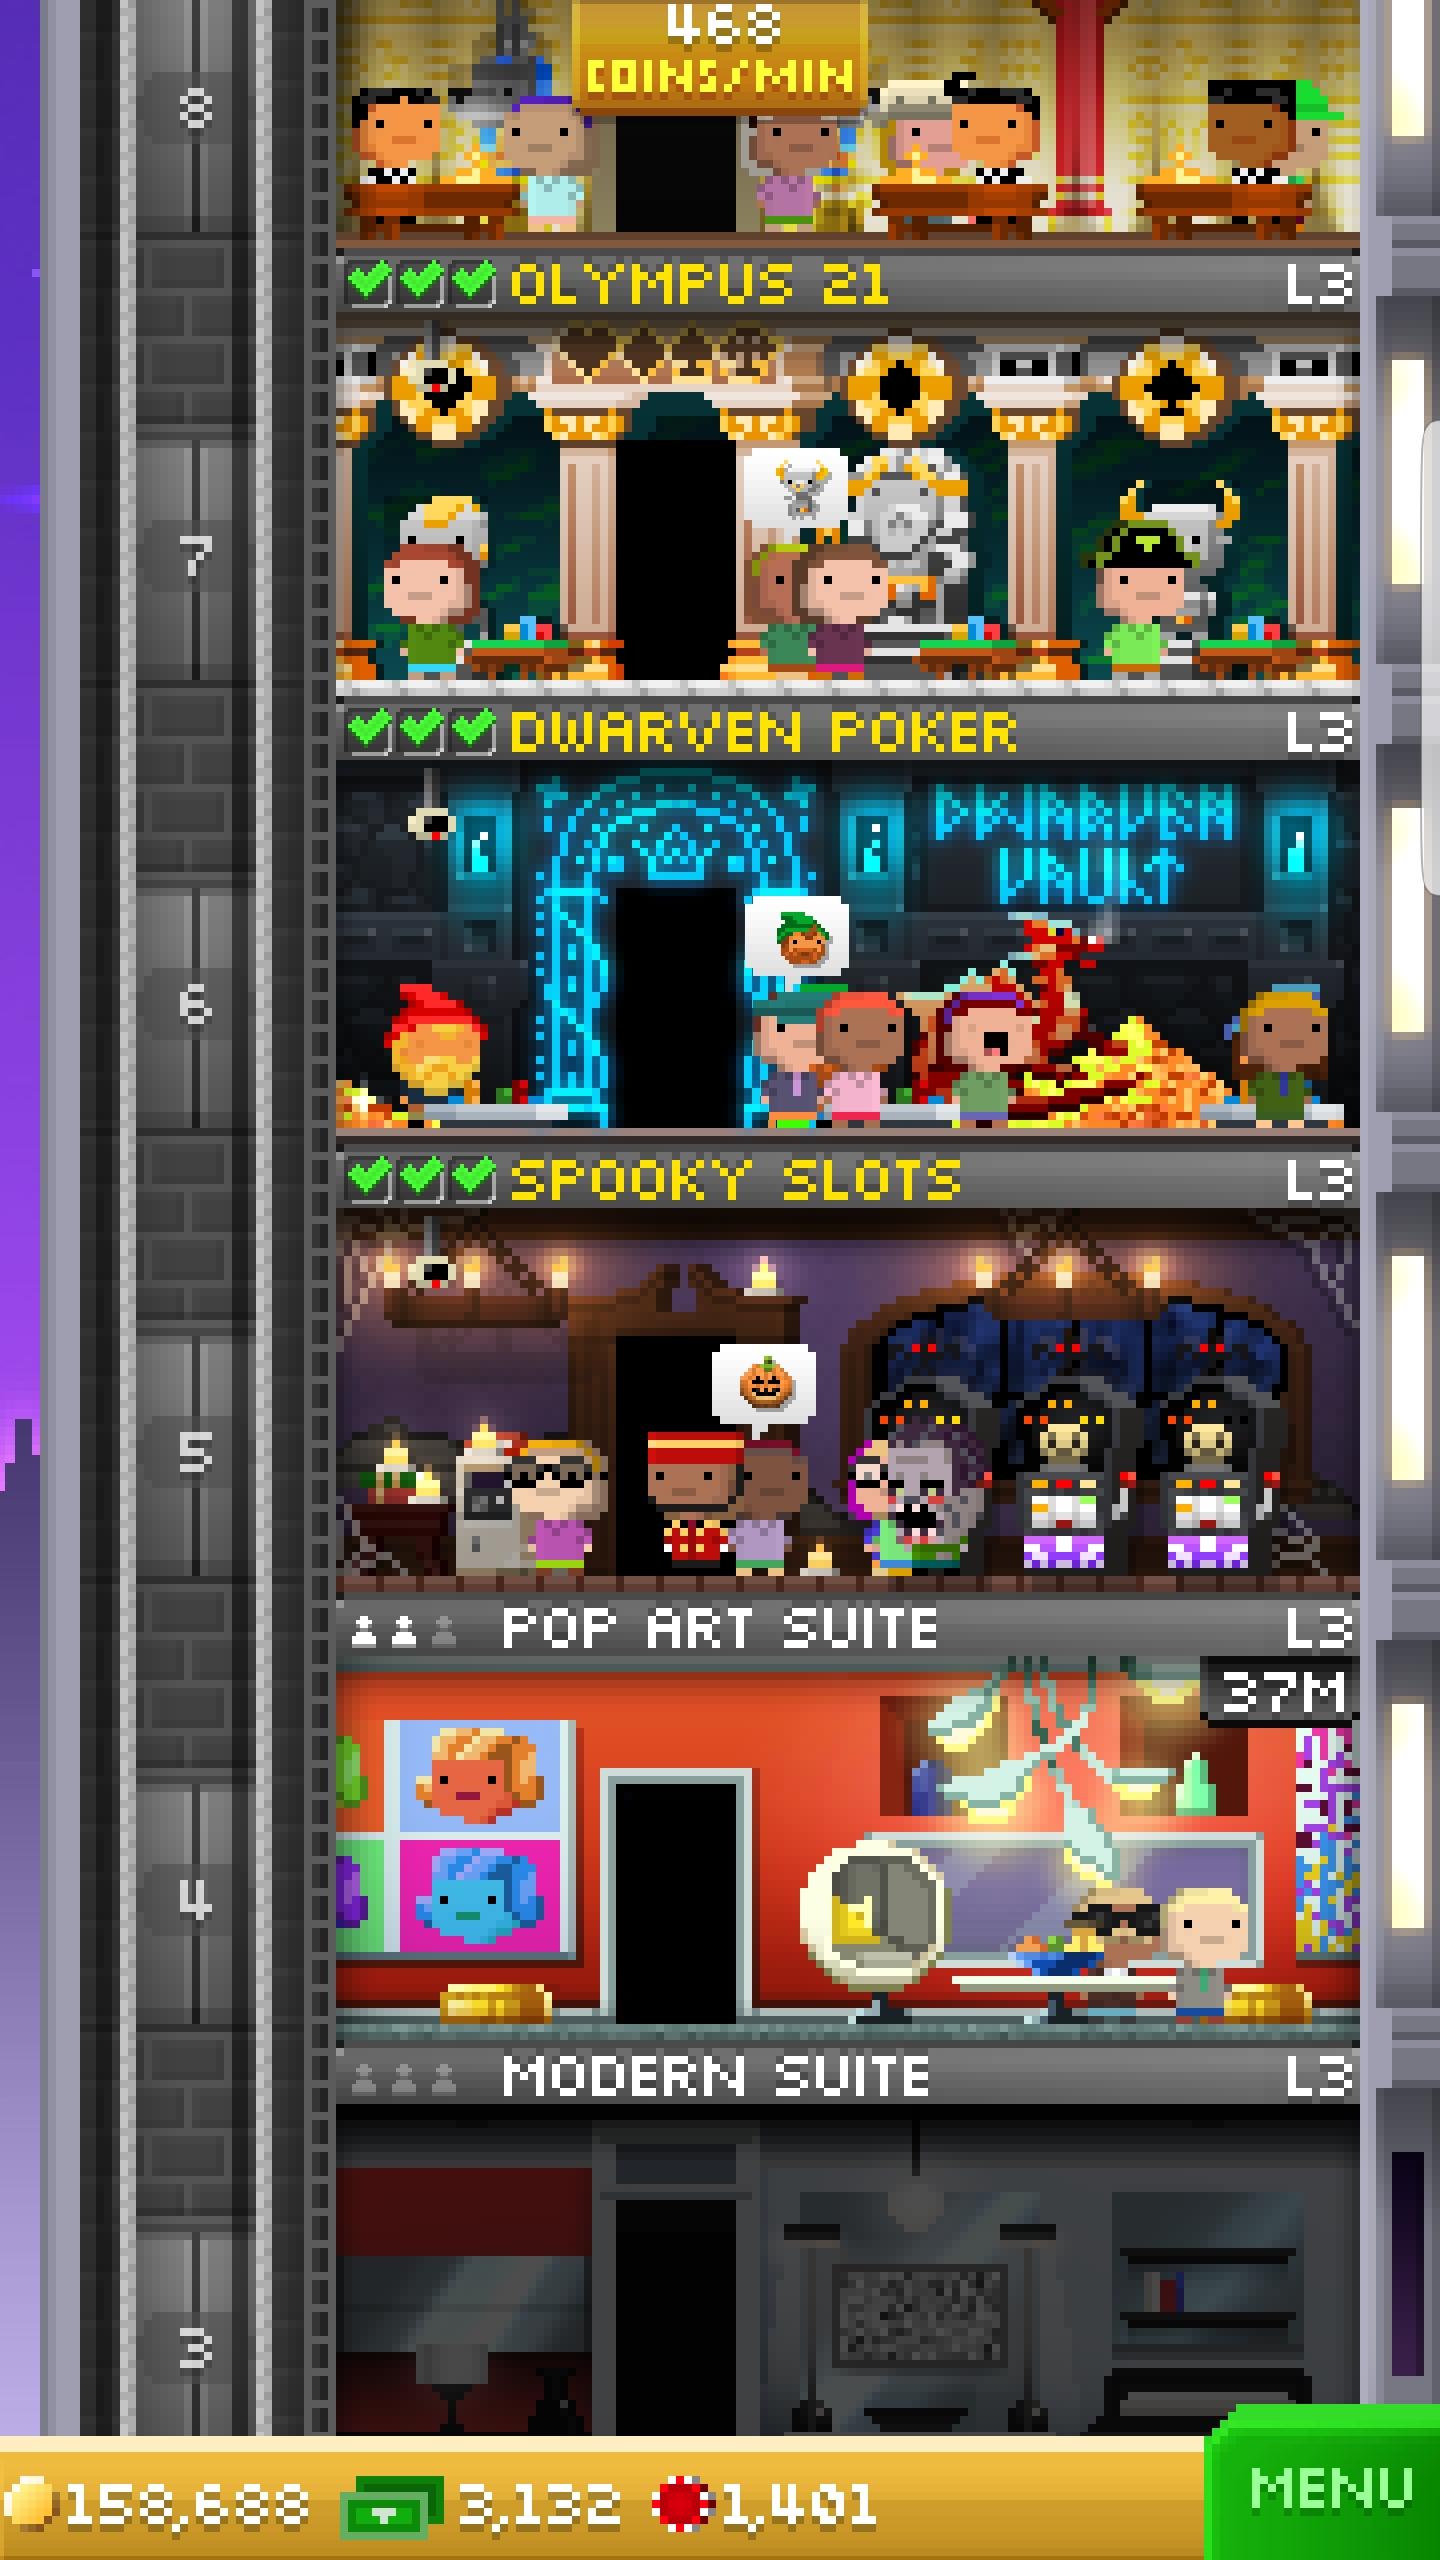 468
COINS/MIN
8
OLYMPUS 21 L3
7
DWARVEN POKER L3
DWARVEN
VAULT
6
SPOOKY SLOTS L3
5
POP ART SUITE L3
37M
4
MODERN SUITE L3
3
158,688 3,132 1,401
MENU